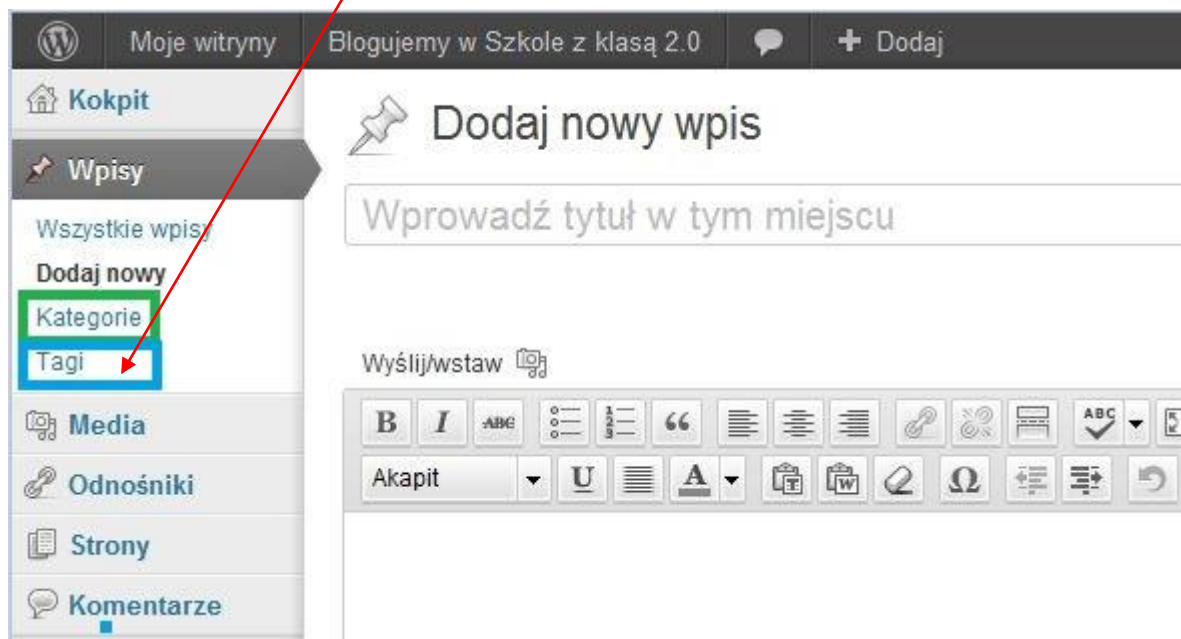 Moje witryny Blogujemy w Szkole z klasą 2.0 + Dodaj
Kokpit
Dodaj nowy wpis
Wpisy
Wprowadź tytuł w tym miejscu
Wszystkie wpisy
Dodaj nowy
Kategorie
Tagi
Wyślij/wstaw
Media
B I ABC 66 ABC
Akapit U A T W Ω
Odnośniki
Strony
Komentarze